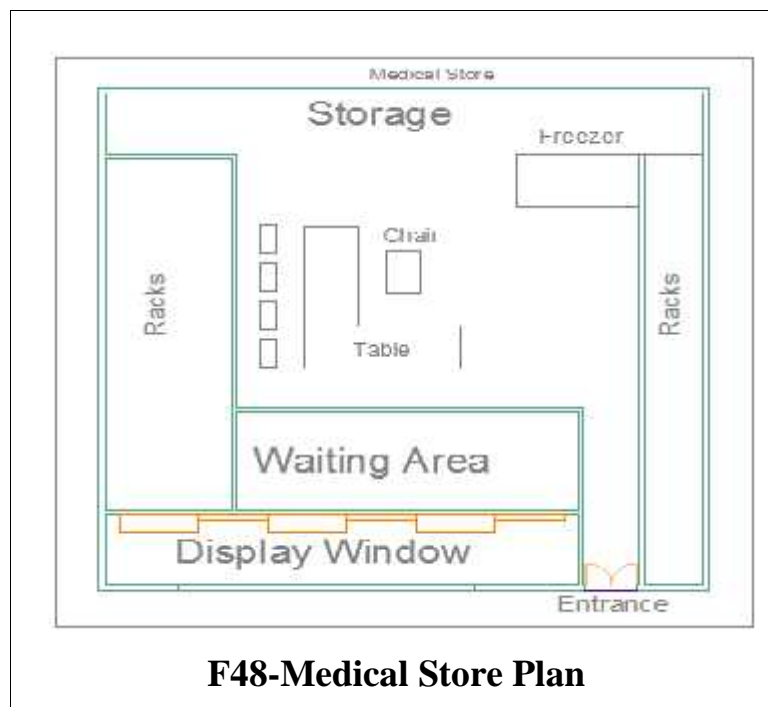 Medical Store
Storage
Freezer
Chair
Racks
Racks
Table
Waiting Area
Display Window
Entrance
F48-Medical Store Plan